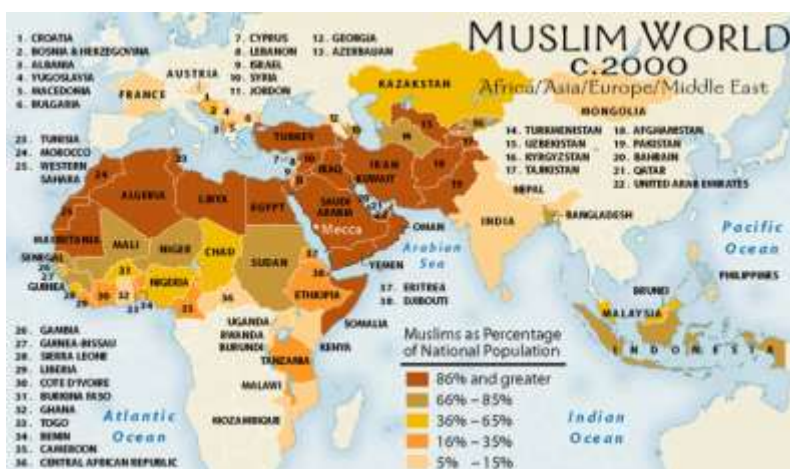 MUSLIM WORLD
C.2000
Africa/Asia/Europe/Middle East
1. CROATIA
2. BOSNIA & HERZEGOVINA
3. ALBANIA
4. YUGOSLAVIA
5. MACEDONIA
6. BULGARIA
7. CYPRUS
8. LEBANON
9. ISRAEL
10. SYRIA
11. JORDON
12. GEORGIA
13. AZERBAIJAN
AUSTRIA
FRANCE
KAZAKSTAN
MONGOLIA
14. TURKMENISTAN
15. UZBEKISTAN
16. KYRGYZSTAN
17. TAJIKISTAN
18. AFGHANISTAN
19. PAKISTAN
20. BAHRAIN
21. QATAR
22. UNITED ARAB EMIRATES
23. TUNISIA
24. MOROCCO
25. WESTERN
SAHARA
TURKEY
IRAQ
IRAN
KUWAIT
ALGERIA
LIBYA
EGYPT
SAUDI
ARABIA
Mecca
NEPAL
INDIA
BANGLADESH
OMAN
Arabian
Sea
YEMEN
Pacific
Ocean
PHILIPPINES
MAURITANIA
MALI
NIGER
CHAD
SUDAN
SENEGAL
GUINEA
NIGERIA
ETHIOPIA
SOMALIA
37. ERITREA
38. DJIBOUTI
BRUNEI
MALAYSIA
INDONESIA
UGANDA
RWANDA
BURUNDI
KENYA
TANZANIA
MALAWI
MOZAMBIQUE
26. GAMBIA
27. GUINEA-BISSAU
28. SIERRA LEONE
29. LIBERIA
30. COTE D'IVOIRE
31. BURKINA FASO
32. GHANA
33. TOGO
34. BENIN
35. CAMEROON
36. CENTRAL AFRICAN REPUBLIC
Atlantic
Ocean
Indian
Ocean
Muslims as Percentage
of National Population
86% and greater
66% - 85%
36% - 65%
16% - 35%
5% - 15%